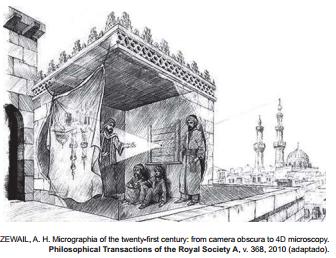 ZEWAIL, A. H. Micrographia of the twenty-first century: from camera obscura to 4D microscopy.
Philosophical Transactions of the Royal Society A, v. 368, 2010 (adaptado).